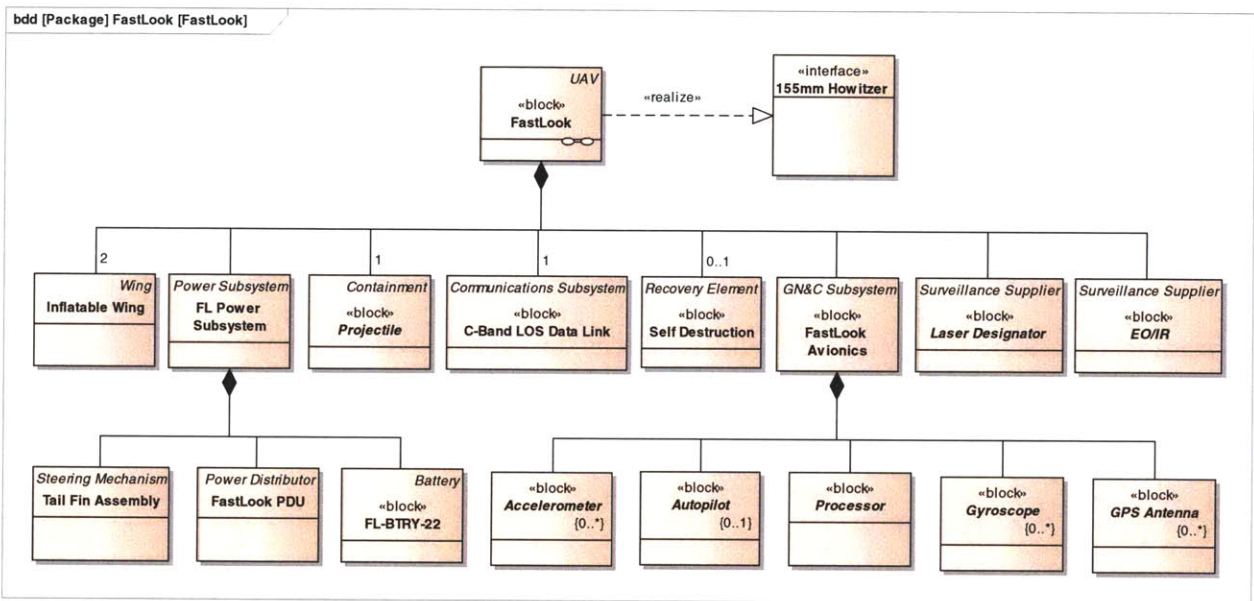 bdd [Package] FastLook [FastLook]
UAV
«block»
FastLook
«realize»
«interface»
155mm Howitzer
2
1
1
0..1
Wing
Inflatable Wing
Power Subsystem
FL Power
Subsystem
Containment
«block»
Projectile
Communications Subsystem
«block»
C-Band LOS Data Link
Recovery Element
«block»
Self Destruction
GN&C Subsystem
«block»
FastLook
Avionics
Surveillance Supplier
«block»
Laser Designator
Surveillance Supplier
«block»
EO/IR
Steering Mechanism
Tail Fin Assembly
Power Distributor
FastLook PDU
Battery
«block»
FL-BTRY-22
«block»
Accelerometer
{0..*}
«block»
Autopilot
{0..1}
«block»
Processor
«block»
Gyroscope
{0..*}
«block»
GPS Antenna
{0..*}